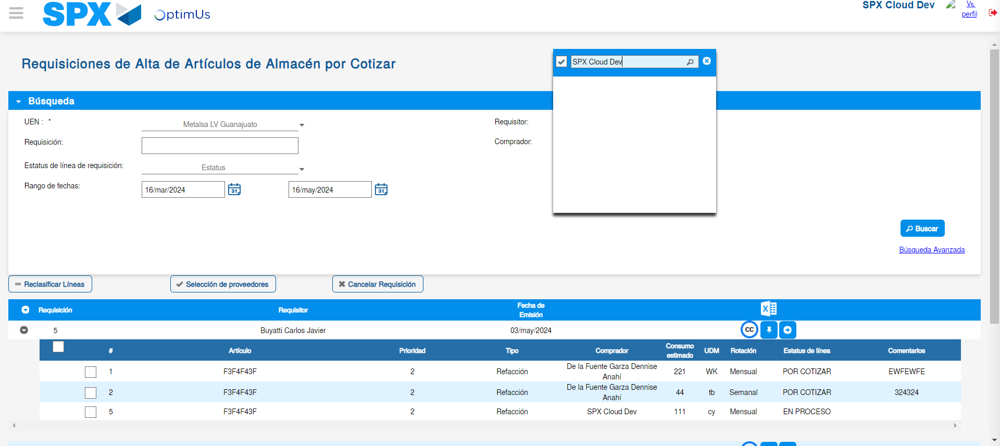 SPX OptimUs
SPX Cloud Dev
Ve
perfil
Requisiciones de Alta de Artículos de Almacén por Cotizar
SPX Cloud Dev
Búsqueda
UEN : *
Metalsa LV Guanajuato
Requisitor:
Requisición:
Comprador:
Estatus de línea de requisición:
Estatus
Rango de fechas:
16/mar/2024
31
16/may/2024
31
Buscar
Búsqueda Avanzada
Reclasificar Líneas
Selección de proveedores
Cancelar Requisición
Requisición
Requisitor
Fecha de
Emisión
X
5
Buyatti Carlos Javier
03/may/2024
CC
# Artículo Prioridad Tipo Comprador Consumo
estimado UDM Rotación Estatus de línea Comentarios
1 F3F4F43F 2 Refacción De la Fuente Garza Dennise
Anahí 221 WK Mensual POR COTIZAR EWFEWFE
2 F3F4F43F 2 Refacción De la Fuente Garza Dennise
Anahí 44 tb Semanal POR COTIZAR 324324
5 F3F4F43F 2 Refacción SPX Cloud Dev 111 cy Mensual EN PROCESO